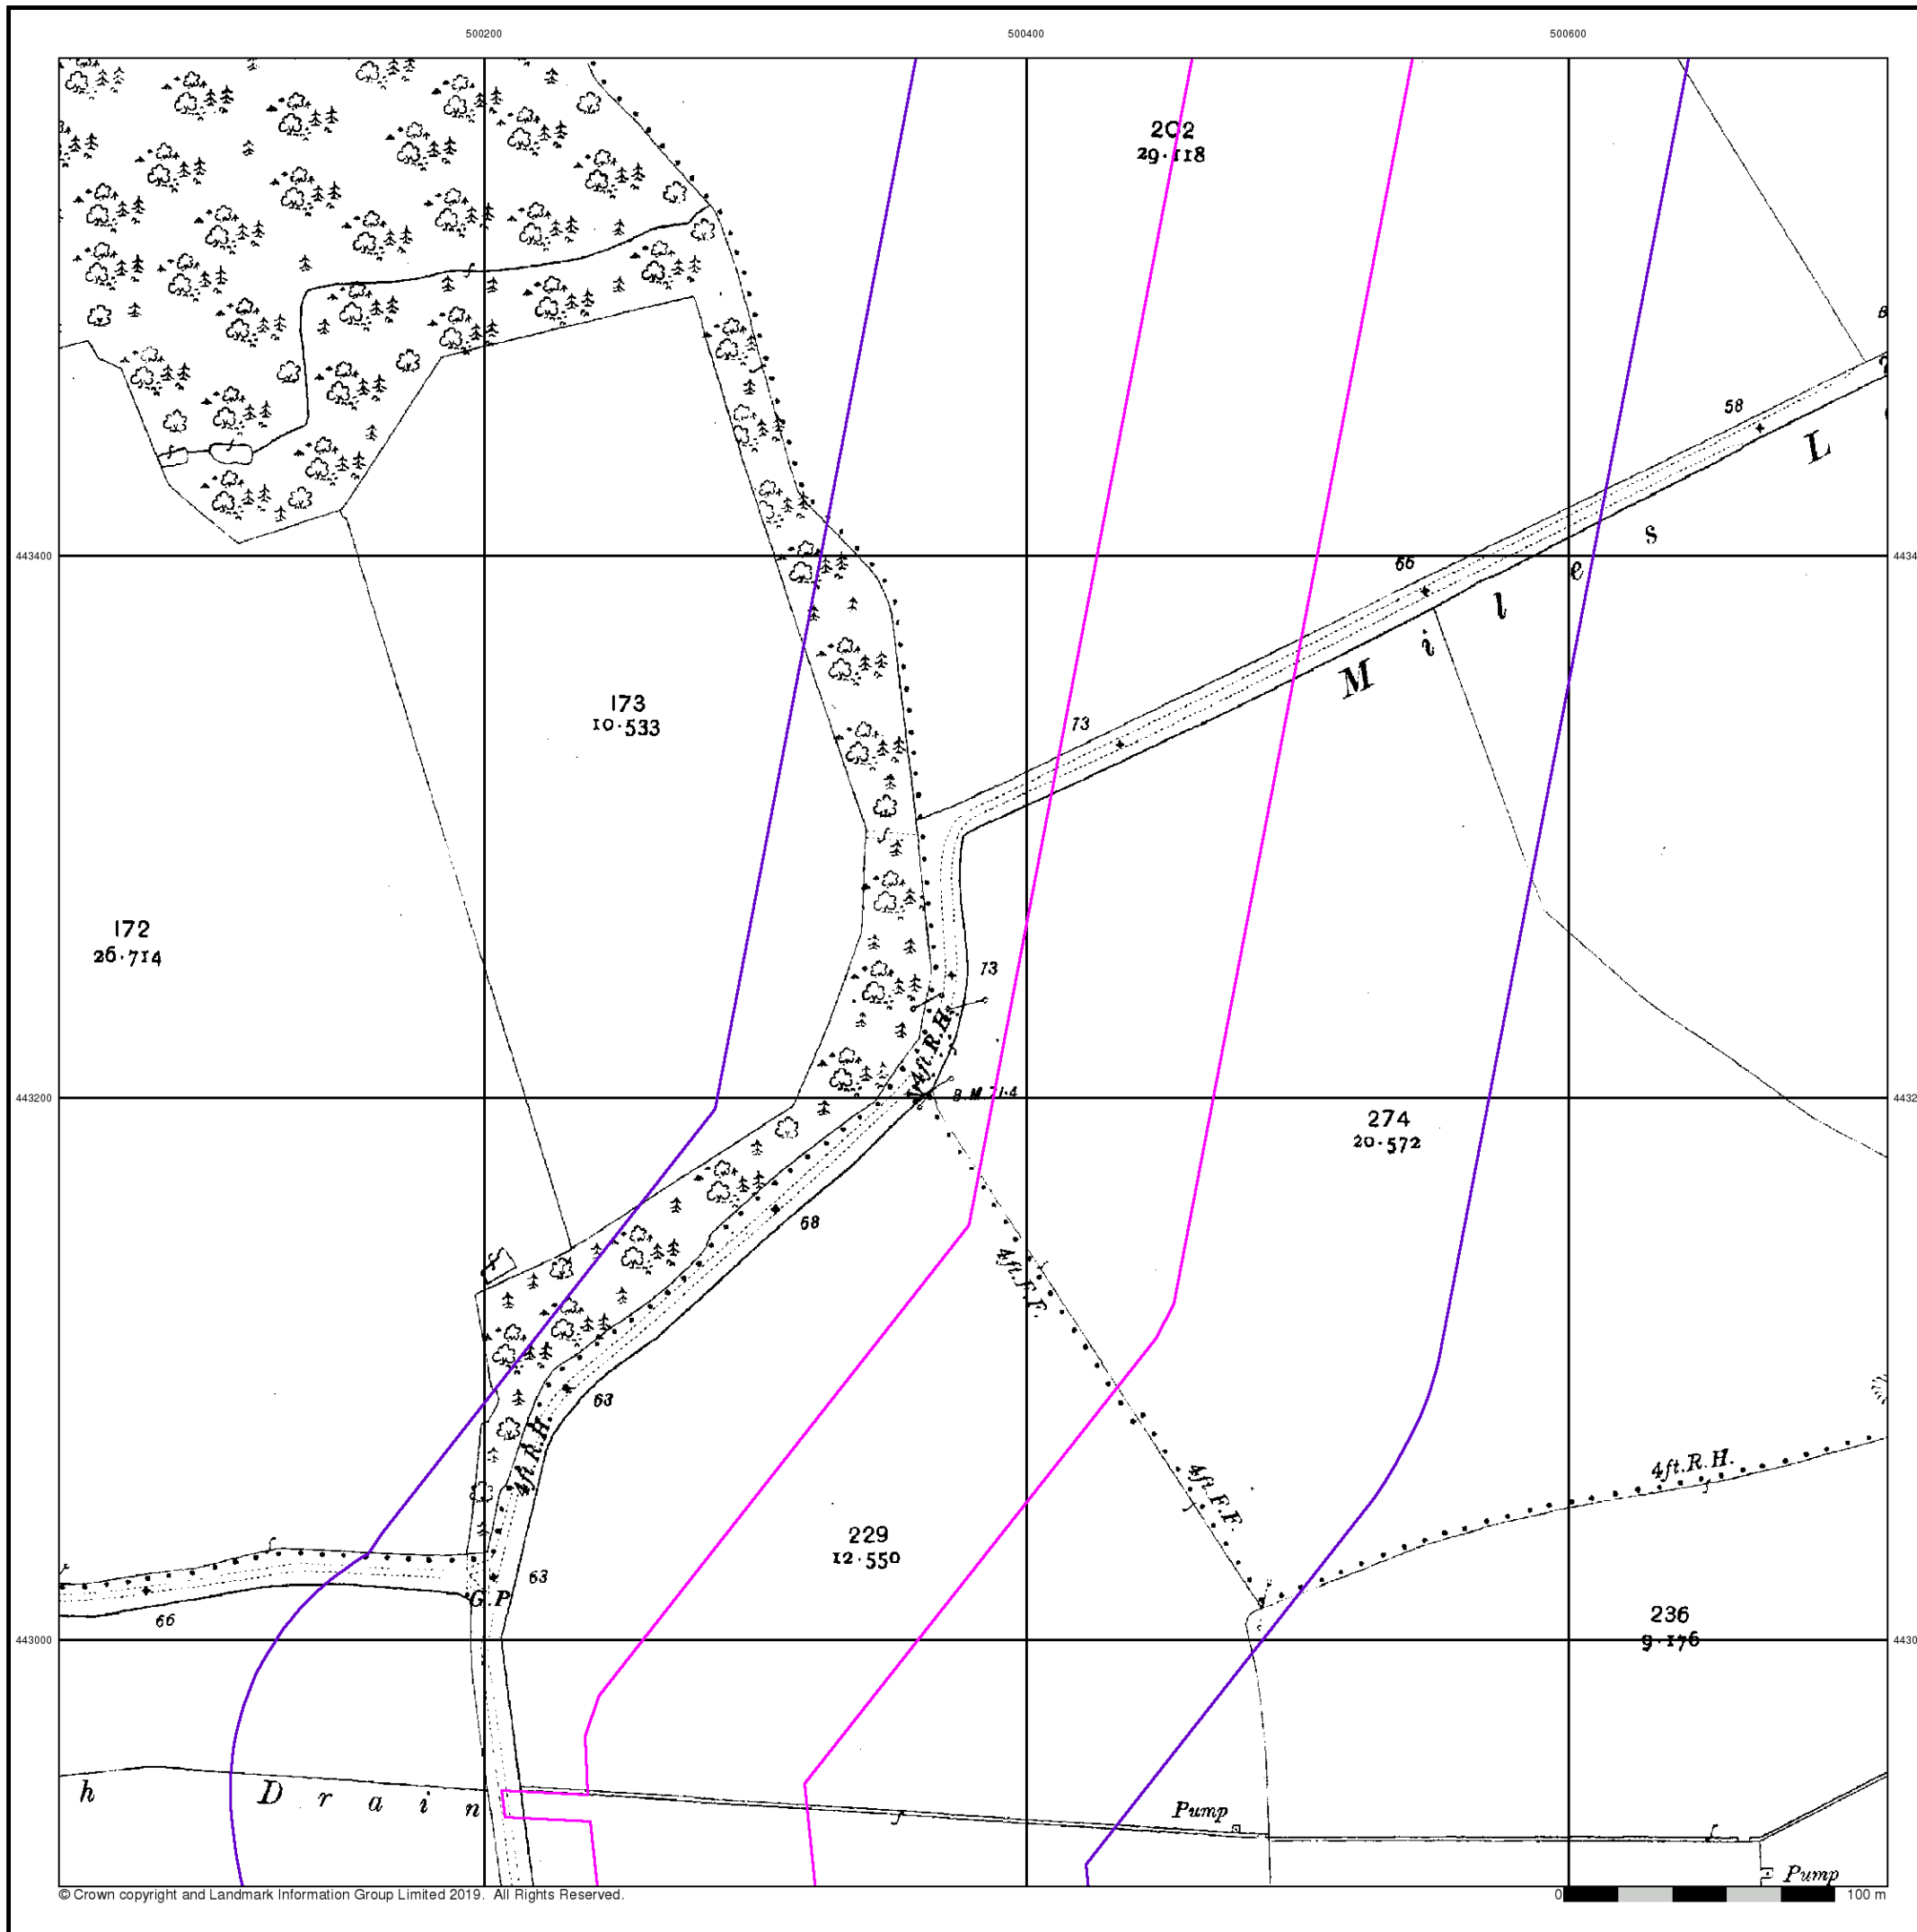 500200
500400
500600
202
29·118
58
L
s
443400
66
e
l
i
M
173
10·533
73
172
26·714
73
4ft.R.H.
B.M.71·4
443200
274
20·572
68
4ft.F.F.
63
4ft.R.H.
4ft.R.H.
4ft.F.F.
229
12·550
63
G.P
66
236
9·176
443000
h D r a i n
Pump
Pump
© Crown copyright and Landmark Information Group Limited 2019. All Rights Reserved.
0
100 m